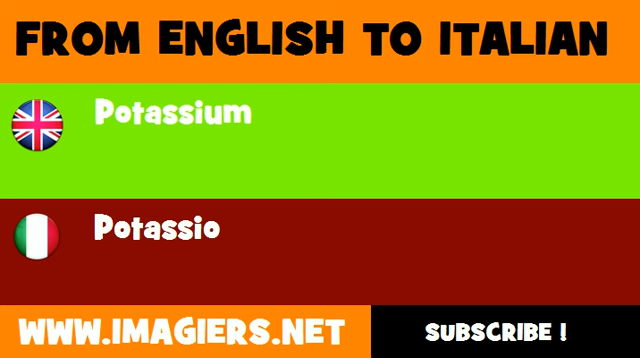 FROM ENGLISH TO ITALIAN
Potassium
Potassio
WWW.IMAGIERS.NET
SUBSCRIBE !